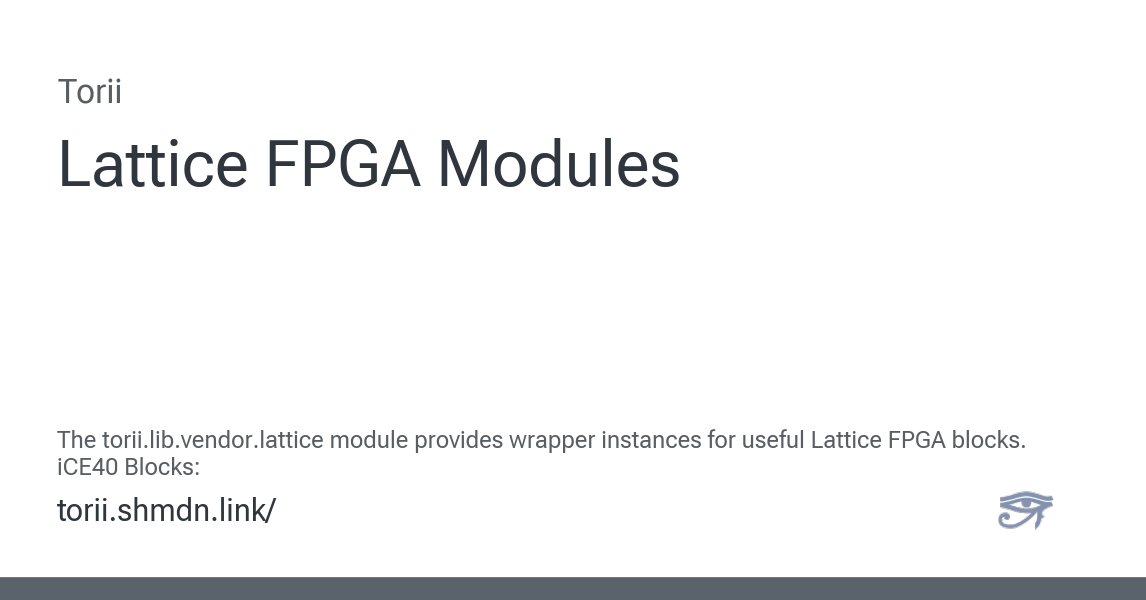 Torii
Lattice FPGA Modules
The torii.lib.vendor.lattice module provides wrapper instances for useful Lattice FPGA blocks.
iCE40 Blocks:
torii.shmdn.link/